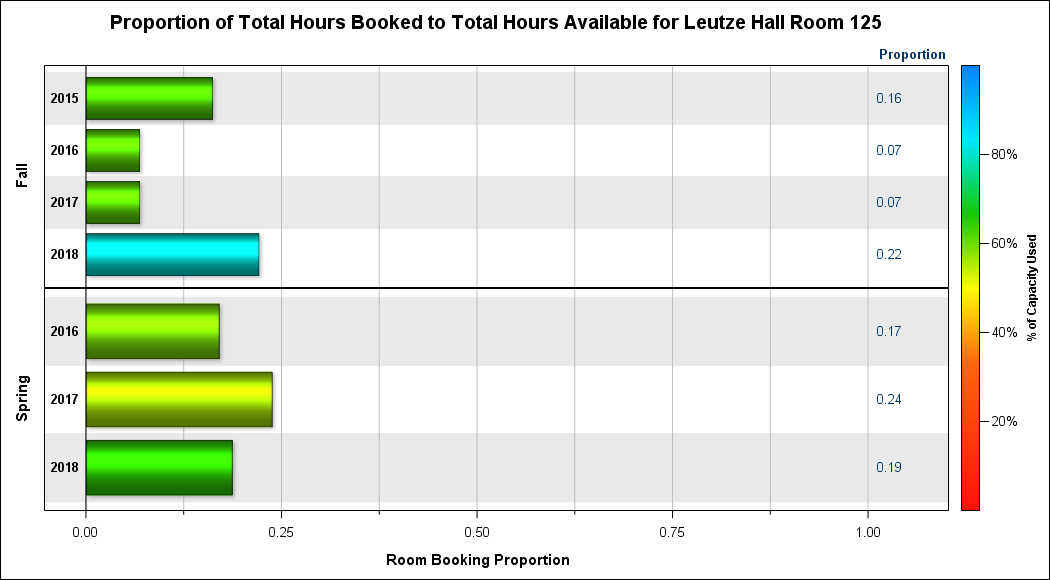 Proportion of Total Hours Booked to Total Hours Available for Leutze Hall Room 125
Proportion
Fall
2015 0.16
2016 0.07
2017 0.07
2018 0.22
Spring
2016 0.17
2017 0.24
2018 0.19
0.00 0.25 0.50 0.75 1.00
Room Booking Proportion
80%
60%
40%
20%
% of Capacity Used